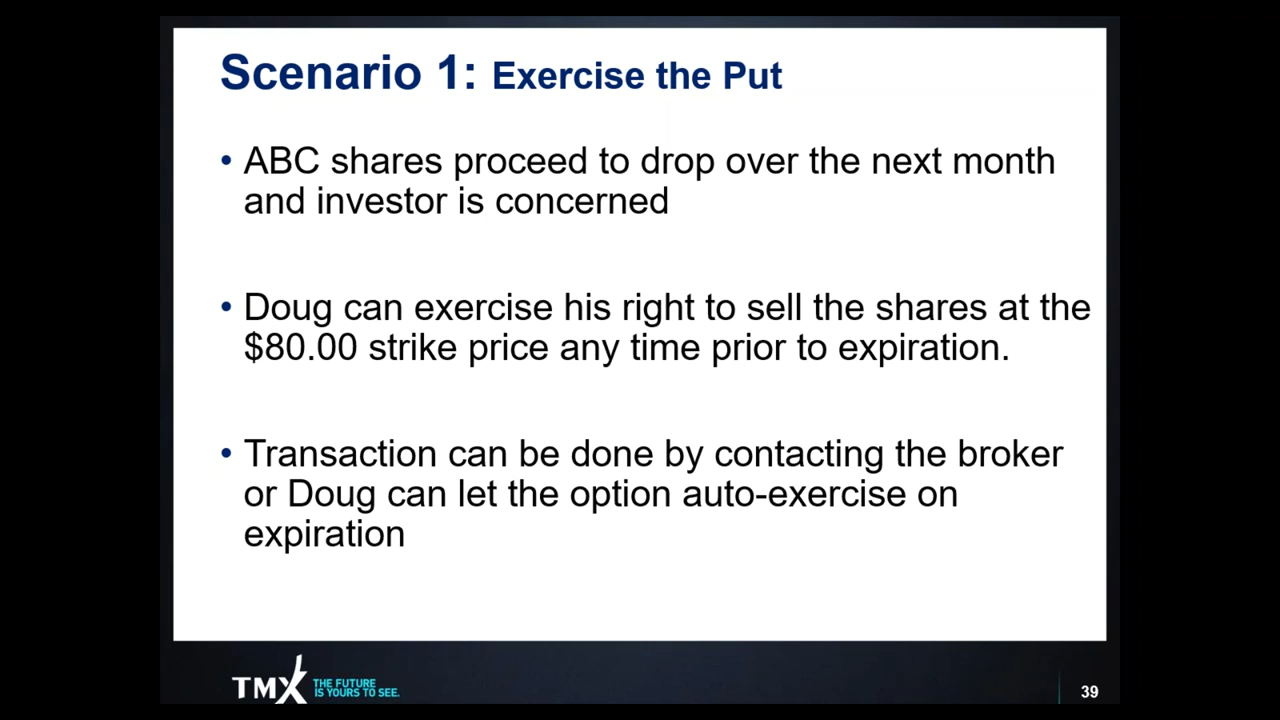 Scenario 1: Exercise the Put
• ABC shares proceed to drop over the next month
and investor is concerned
• Doug can exercise his right to sell the shares at the
$80.00 strike price any time prior to expiration.
• Transaction can be done by contacting the broker
or Doug can let the option auto-exercise on
expiration
TMX THE FUTURE
IS YOURS TO SEE.
39